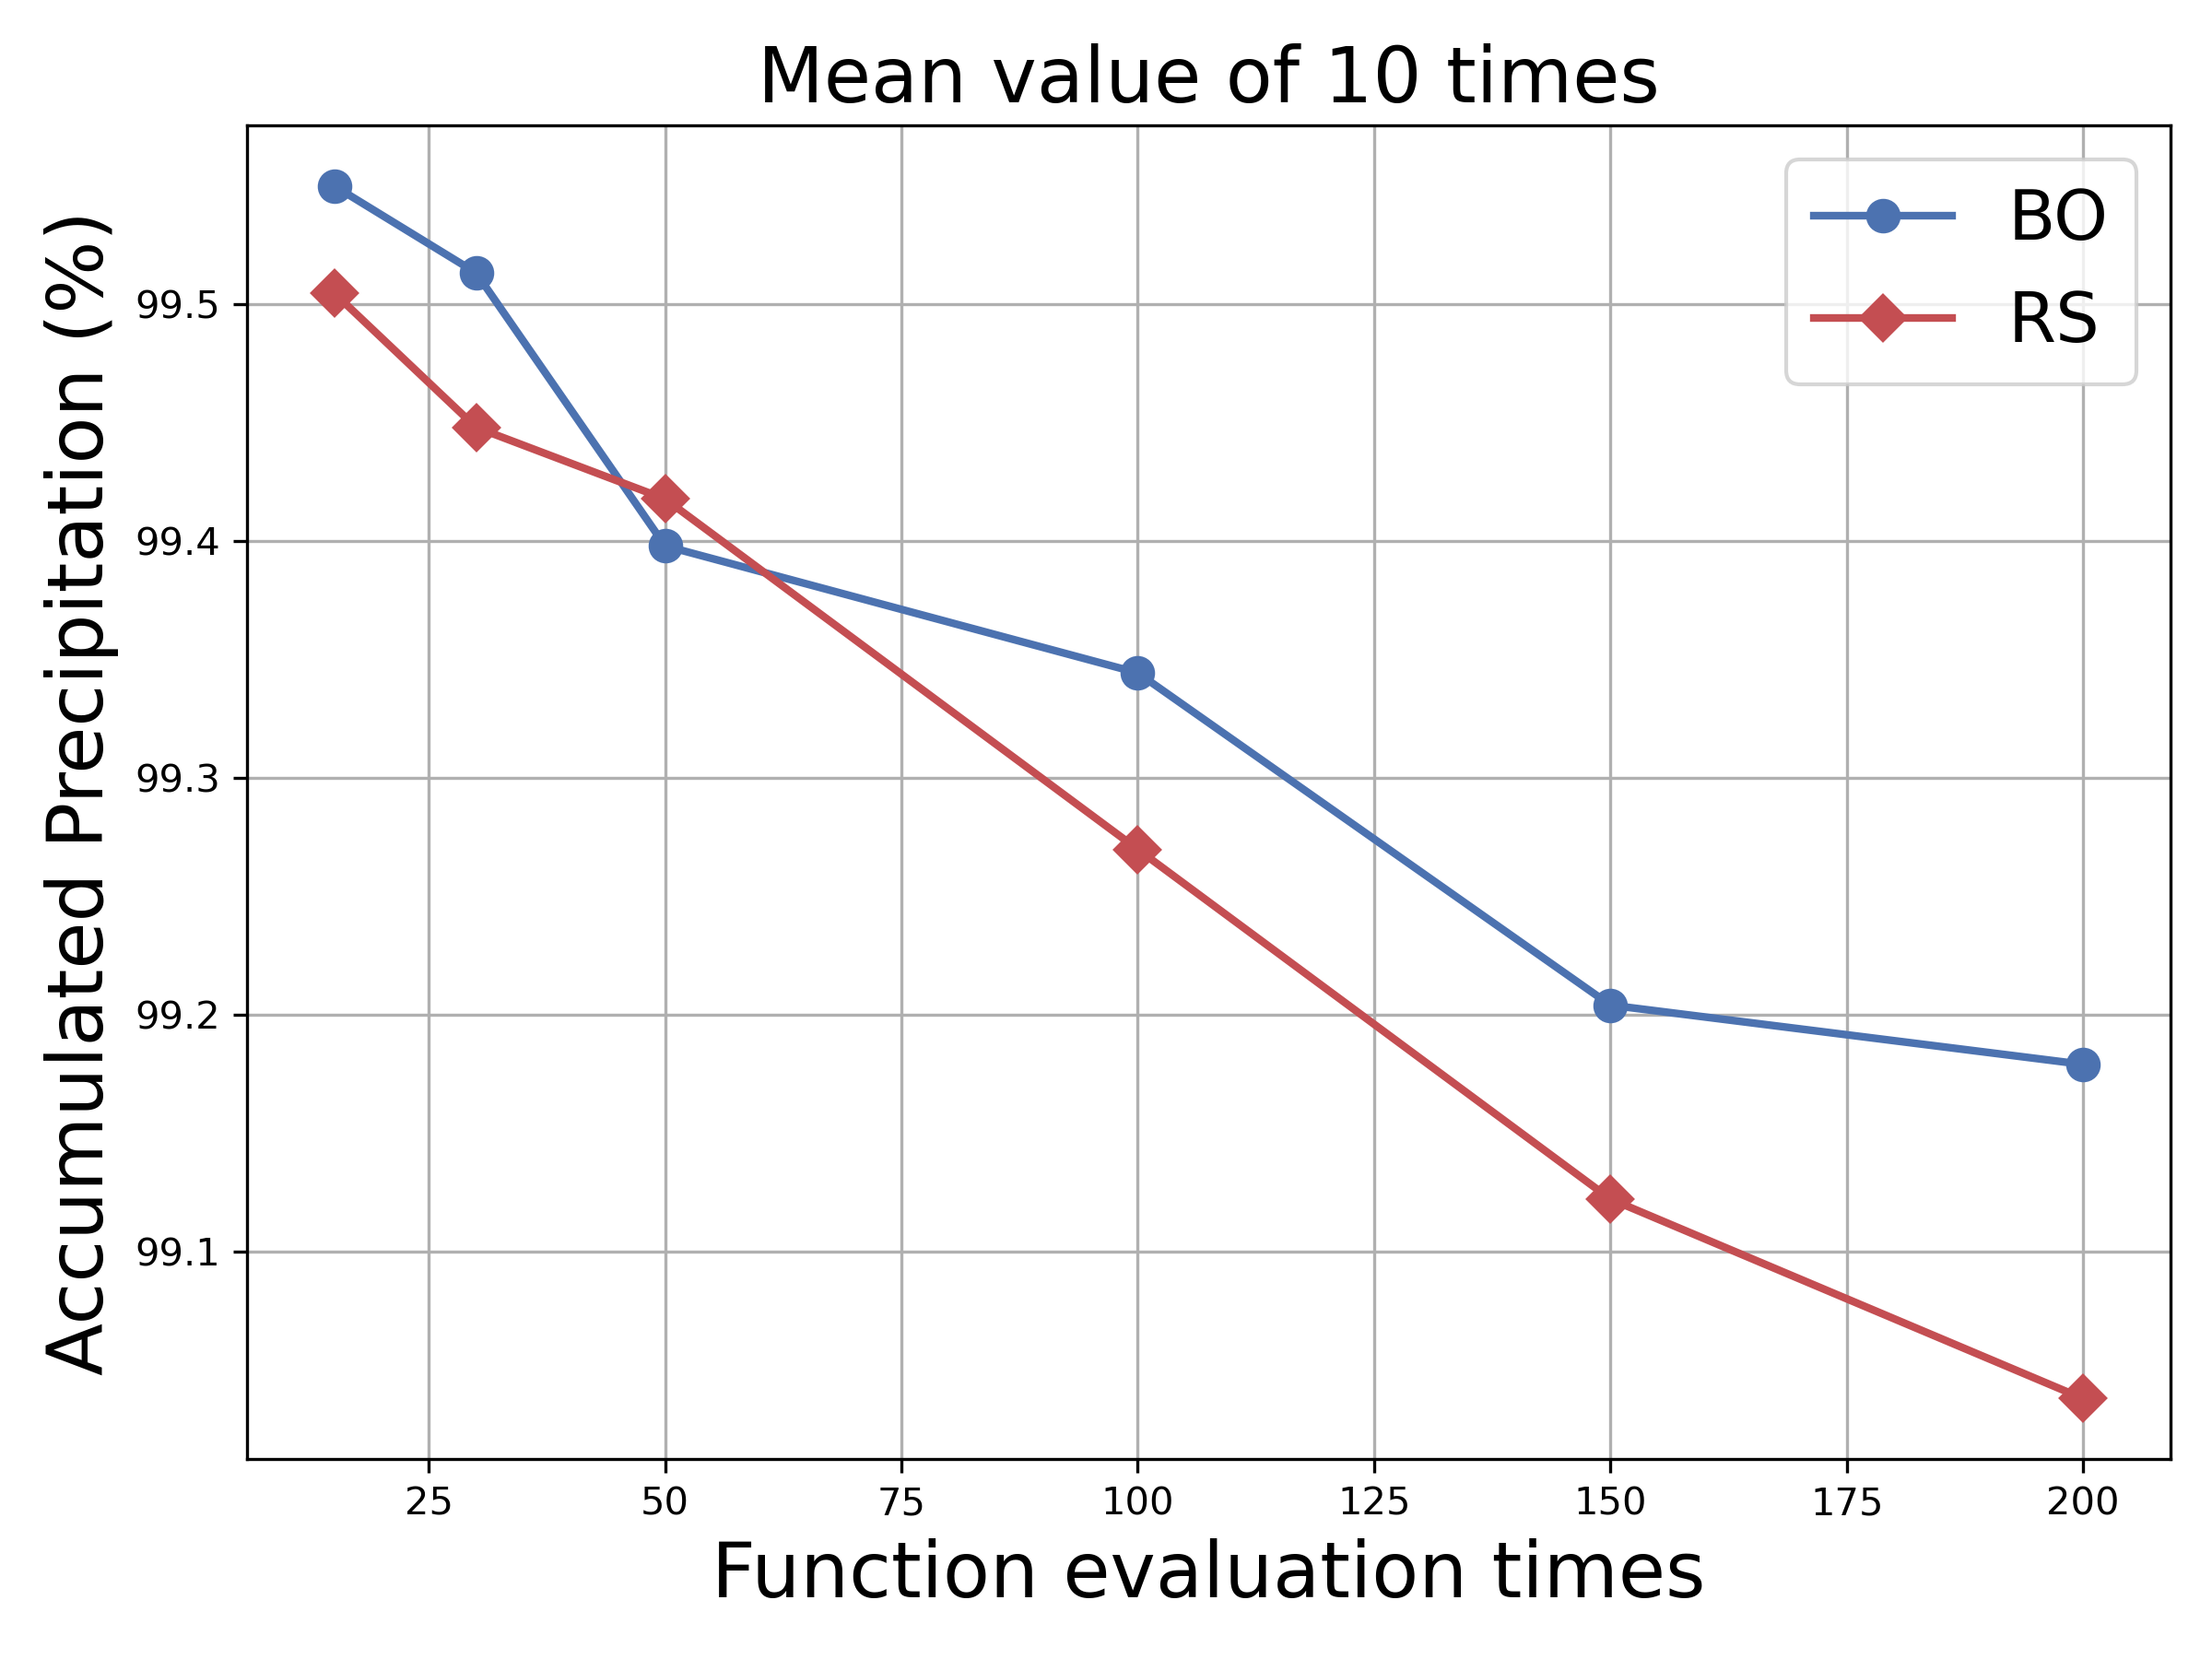 Mean value of 10 times
BO
RS
Accumulated Precipitation (%)
99.5
99.4
99.3
99.2
99.1
25 50 75 100 125 150 175 200
Function evaluation times